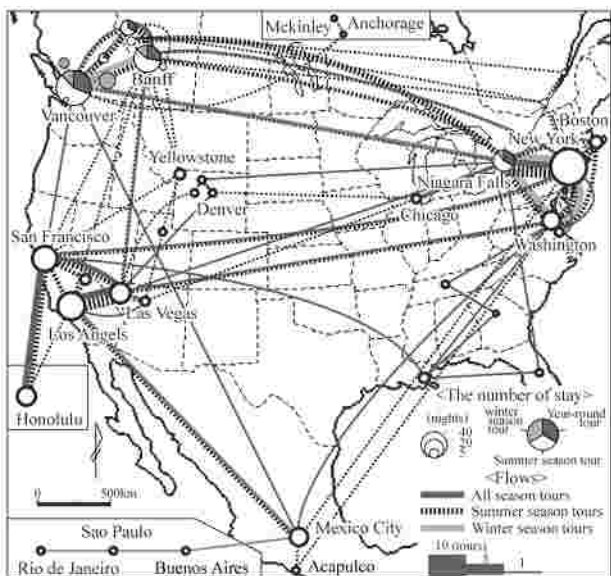 Mckinley
Anchorage
Banff
Vancouver
Boston
New York
Yellowstone
Niagara Falls
Denver
Chicago
San Francisco
Washington
Las Vegas
Los Angels
Honolulu
<The number of stay>
(nights)
40
20
winter
season
tour
Year-round
tour
Summer season tour
<Flows>
All season tours
Summer season tours
Winter season tours
0 500km
Mexico City
Sao Paulo
Rio de Janeiro
Buenos Aires
Acapulco
10 (tours)
1